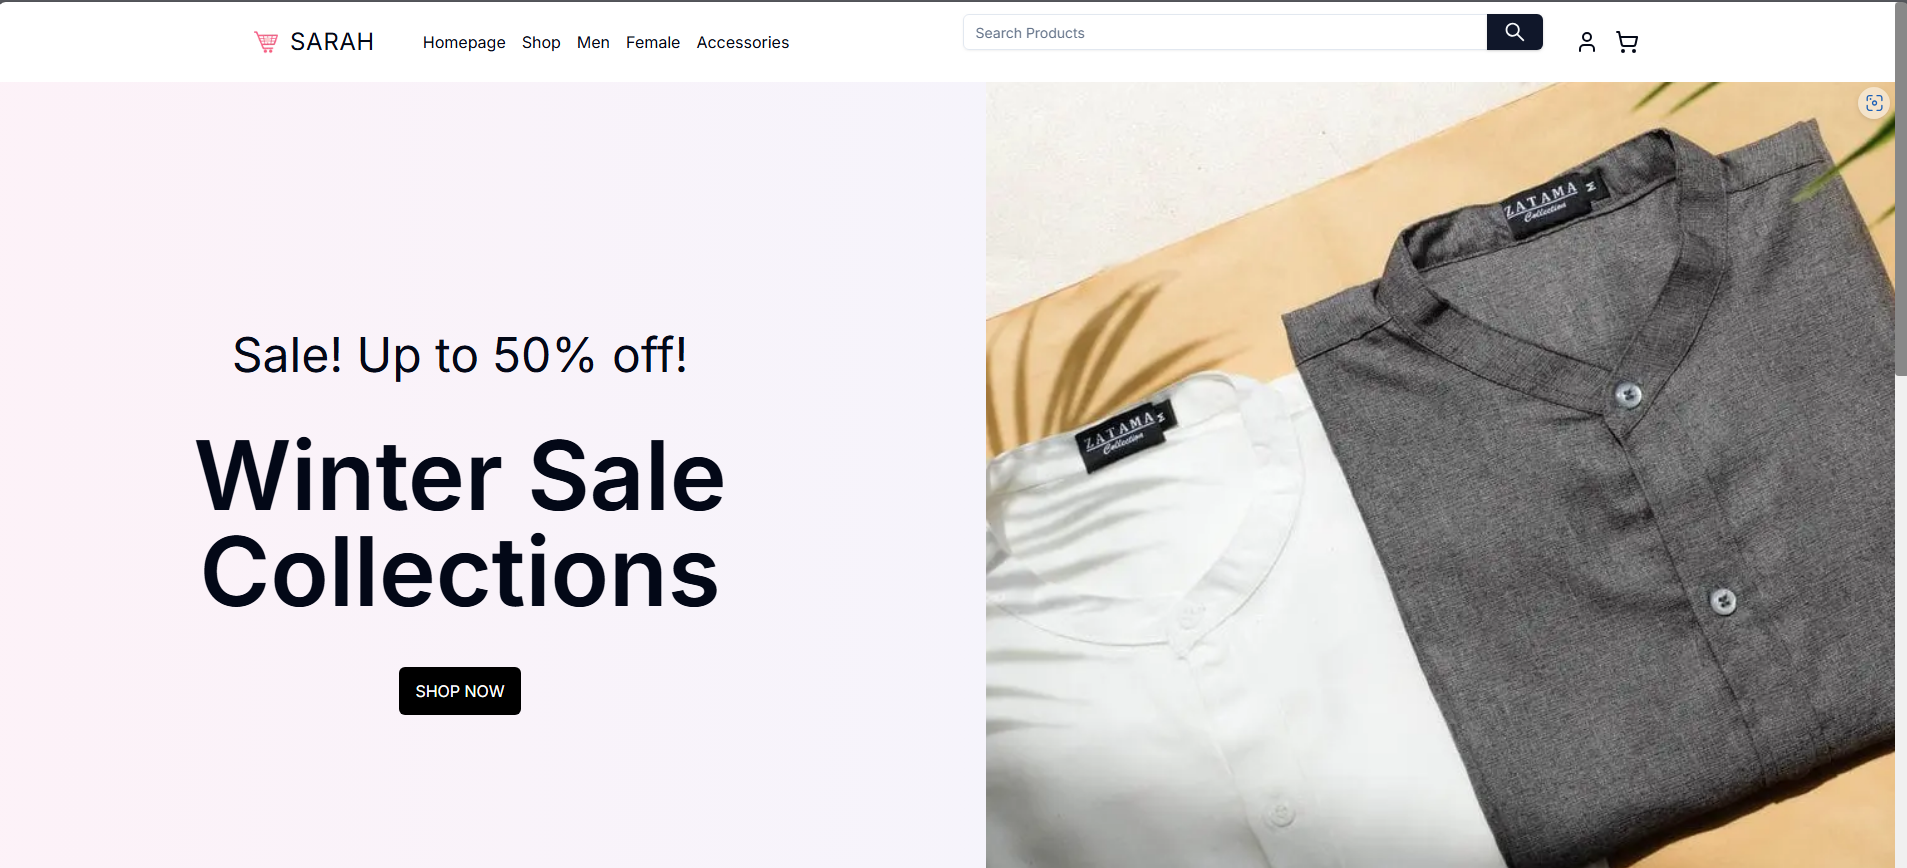 SARAH
Homepage Shop Men Female Accessories
Search Products
Sale! Up to 50% off!
Winter Sale
Collections
SHOP NOW
ZATAMA M
Collection
ZATAMA M
Collection